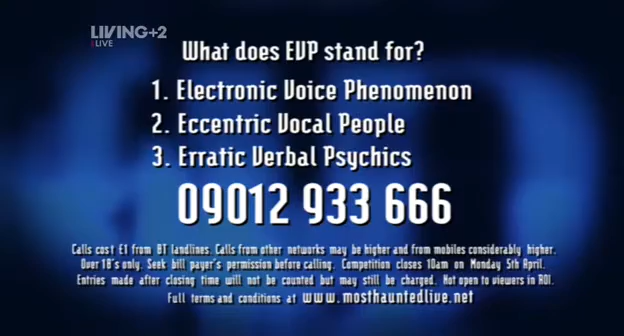 LIVING+2
LIVE
What does EVP stand for?
1. Electronic Voice Phenomenon
2. Eccentric Vocal People
3. Erratic Verbal Psychics
09012 933 666
Calls cost £1 from BT landlines. Calls from other networks may be higher and from mobiles considerably higher.
Over 18's only. Seek bill payer's permission before calling. Competition closes 10am on Monday 5th April.
Entries made after closing time will not be counted but may still be charged. Not open to viewers in ROI.
Full terms and conditions at www.mosthauntedlive.net